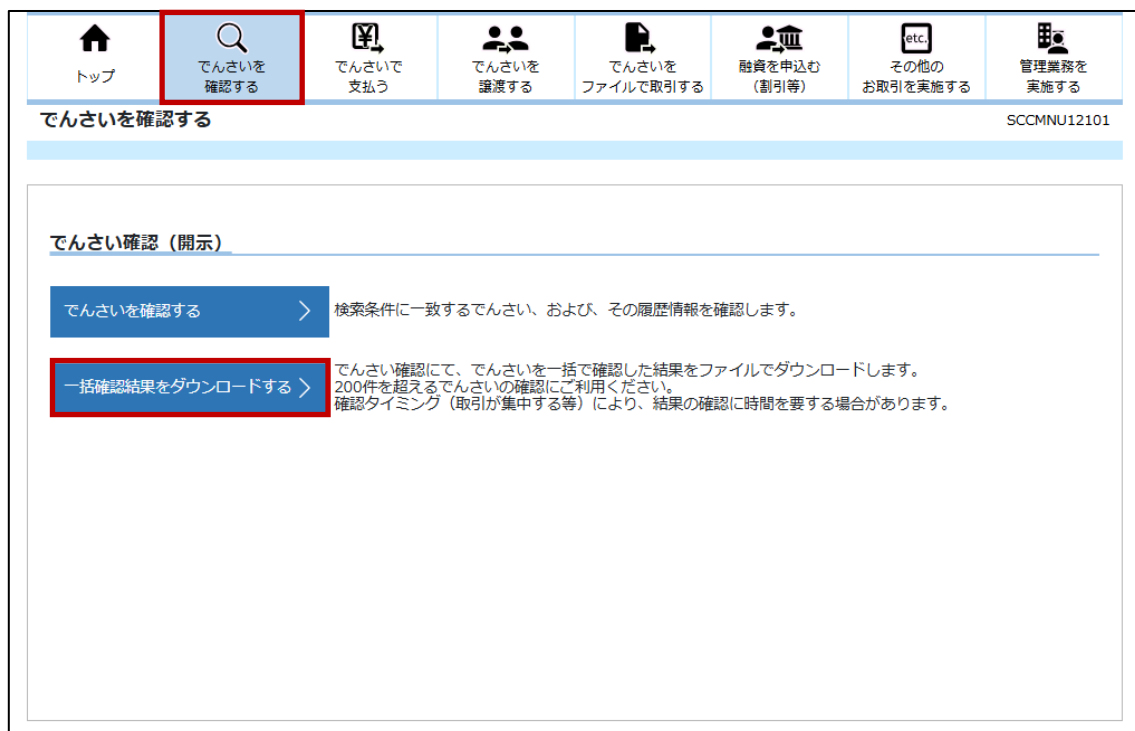 トップ
でんさいを
確認する
でんさいで
支払う
でんさいを
譲渡する
でんさいを
ファイルで取引する
融資を申込む
(割引等)
etc.
その他の
お取引を実施する
管理業務を
実施する
でんさいを確認する
SCCMNU12101
でんさい確認（開示）
でんさいを確認する
検索条件に一致するでんさい、および、その履歴情報を確認します。
一括確認結果をダウンロードする
でんさい確認にて、でんさいを一括で確認した結果をファイルでダウンロードします。
200件を超えるでんさいの確認にご利用ください。
確認タイミング（取引が集中する等）により、結果の確認に時間を要する場合があります。